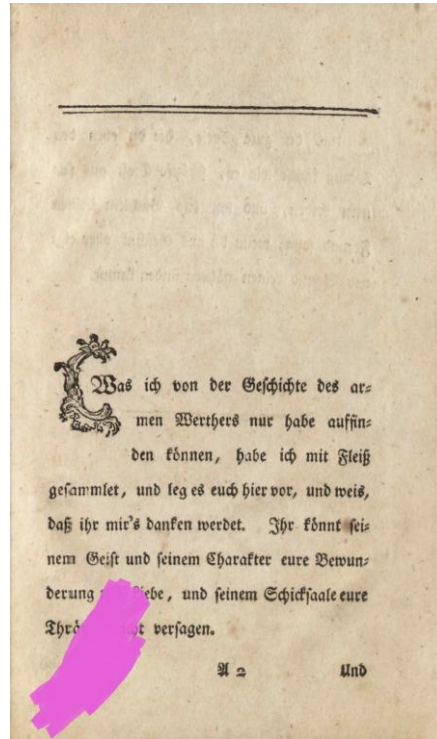 Was ich von der Geschichte des ar-
men Werthers nur habe auffin-
den können, habe ich mit Fleiß
gesammlet, und leg es euch hier vor, und weis,
daß ihr mir's danken werdet. Ihr könnt sei-
nem Geist und seinem Charakter eure Bewun-
derung , und seinem Schicksaale eure
versagen.
A 2 Und